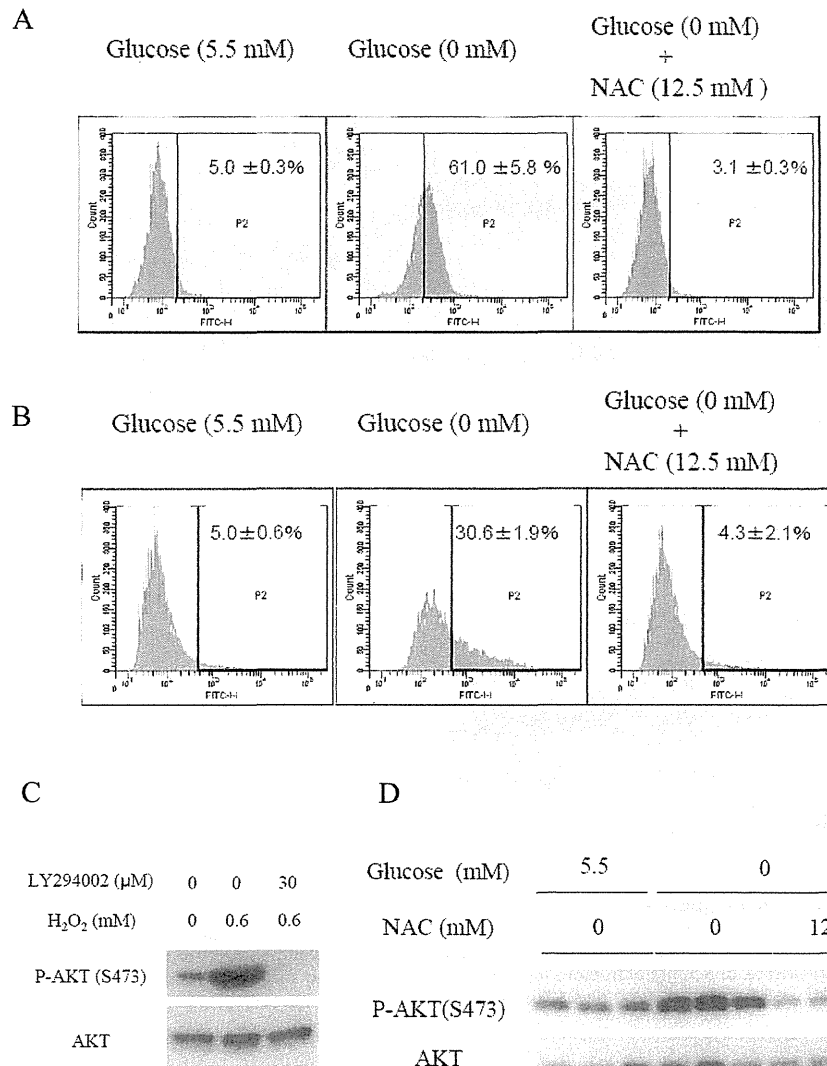 A
Glucose (5.5 mM) Glucose (0 mM) Glucose (0 mM)
+
NAC (12.5 mM )
5.0 ±0.3% 61.0 ±5.8 % 3.1 ±0.3%
P2 P2 P2
Count Count Count
FITC-H FITC-H FITC-H
B
Glucose (5.5 mM) Glucose (0 mM) Glucose (0 mM)
+
NAC (12.5 mM)
5.0±0.6% 30.6±1.9% 4.3±2.1%
P2 P2 P2
Count Count Count
FITC-H FITC-H FITC-H
C
LY294002 (μM) 0 0 30
H₂O₂ (mM) 0 0.6 0.6
P-AKT (S473)
AKT
D
Glucose (mM) 5.5 0
NAC (mM) 0 0 12
P-AKT(S473)
AKT